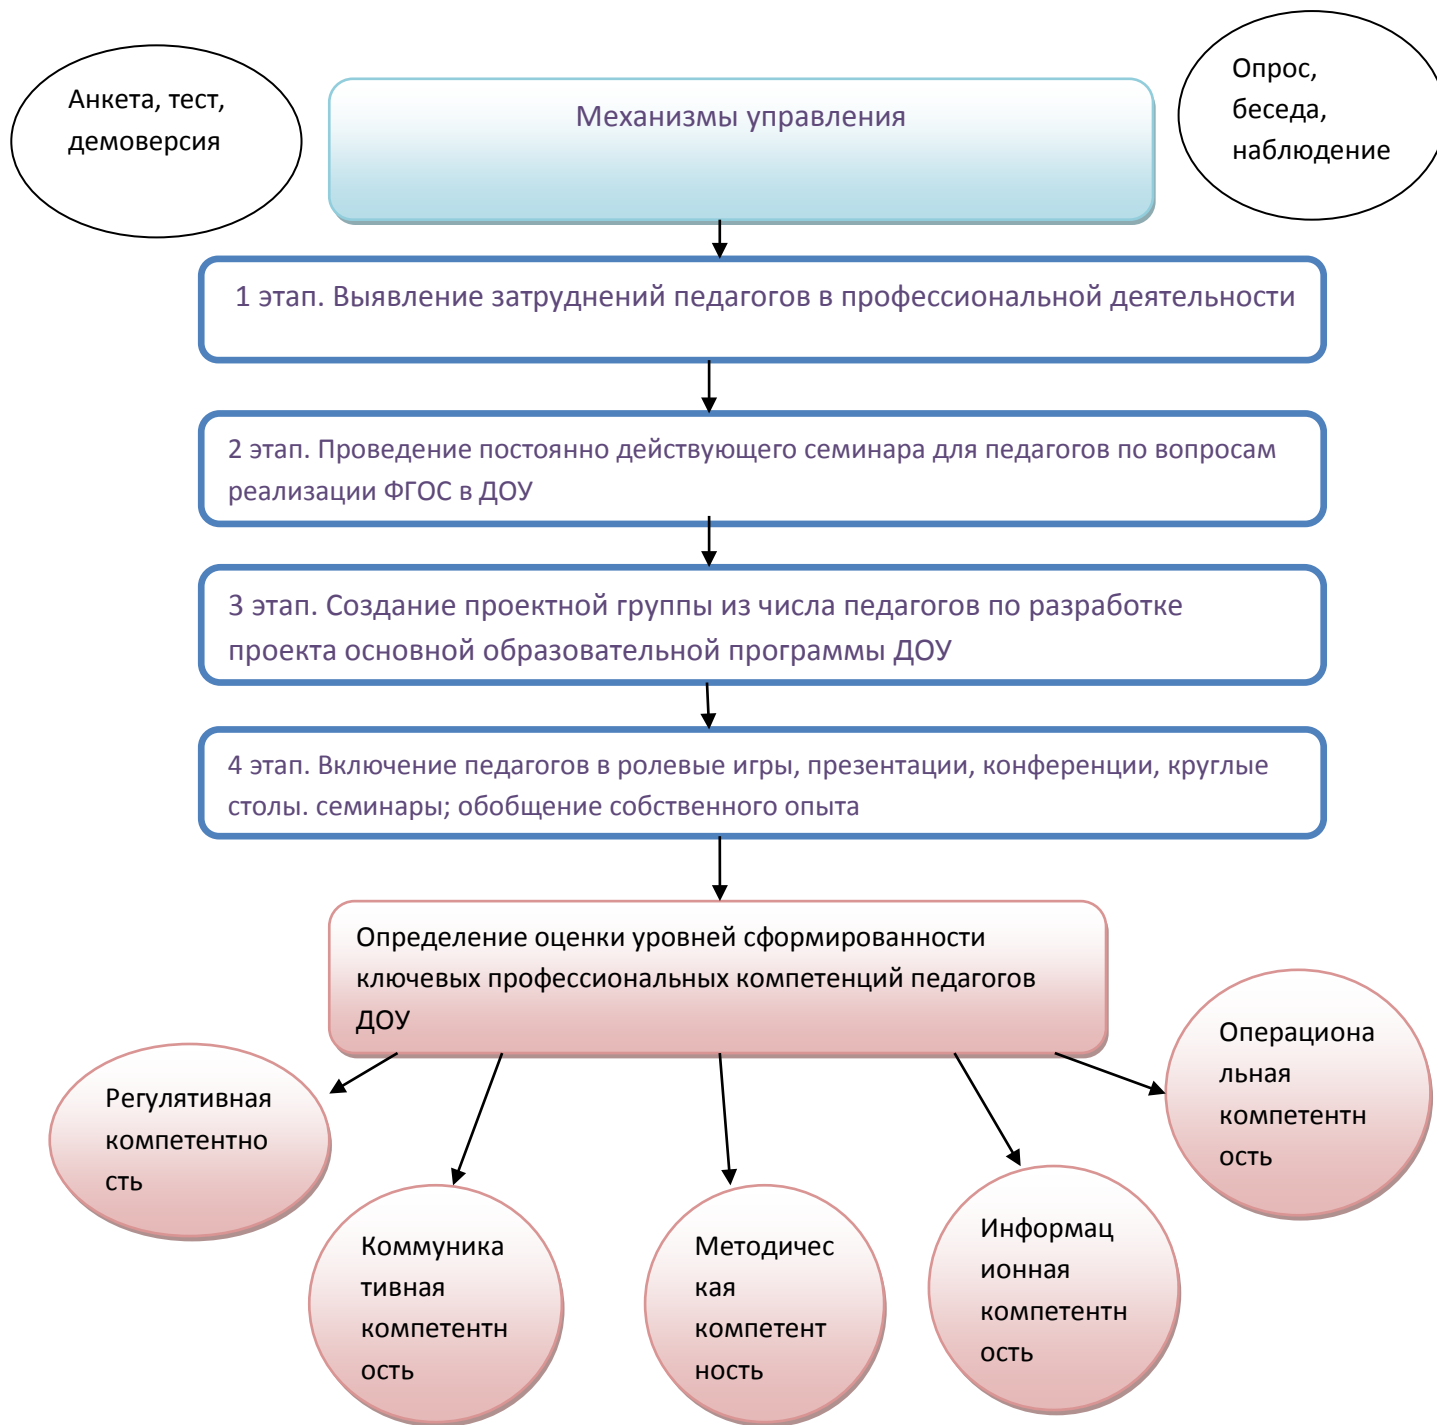 Анкета, тест,
демоверсия
Механизмы управления
Опрос,
беседа,
наблюдение
1 этап. Выявление затруднений педагогов в профессиональной деятельности
2 этап. Проведение постоянно действующего семинара для педагогов по вопросам
реализации ФГОС в ДОУ
3 этап. Создание проектной группы из числа педагогов по разработке
проекта основной образовательной программы ДОУ
4 этап. Включение педагогов в ролевые игры, презентации, конференции, круглые
столы. семинары; обобщение собственного опыта
Определение оценки уровней сформированности
ключевых профессиональных компетенций педагогов
ДОУ
Регулятивная
компетентно
сть
Коммуника
тивная
компетентн
ость
Методичес
кая
компетент
ность
Информац
ионная
компетентн
ость
Операциона
льная
компетентн
ость